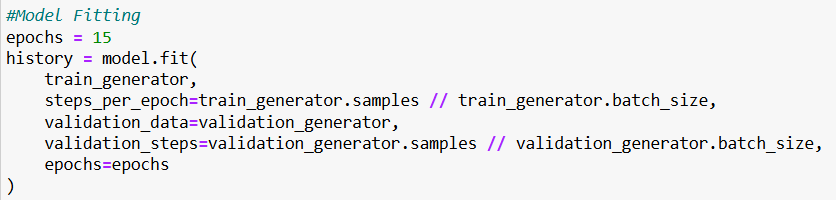 #Model Fitting
epochs = 15
history = model.fit(
    train_generator,
    steps_per_epoch=train_generator.samples // train_generator.batch_size,
    validation_data=validation_generator,
    validation_steps=validation_generator.samples // validation_generator.batch_size,
    epochs=epochs
)